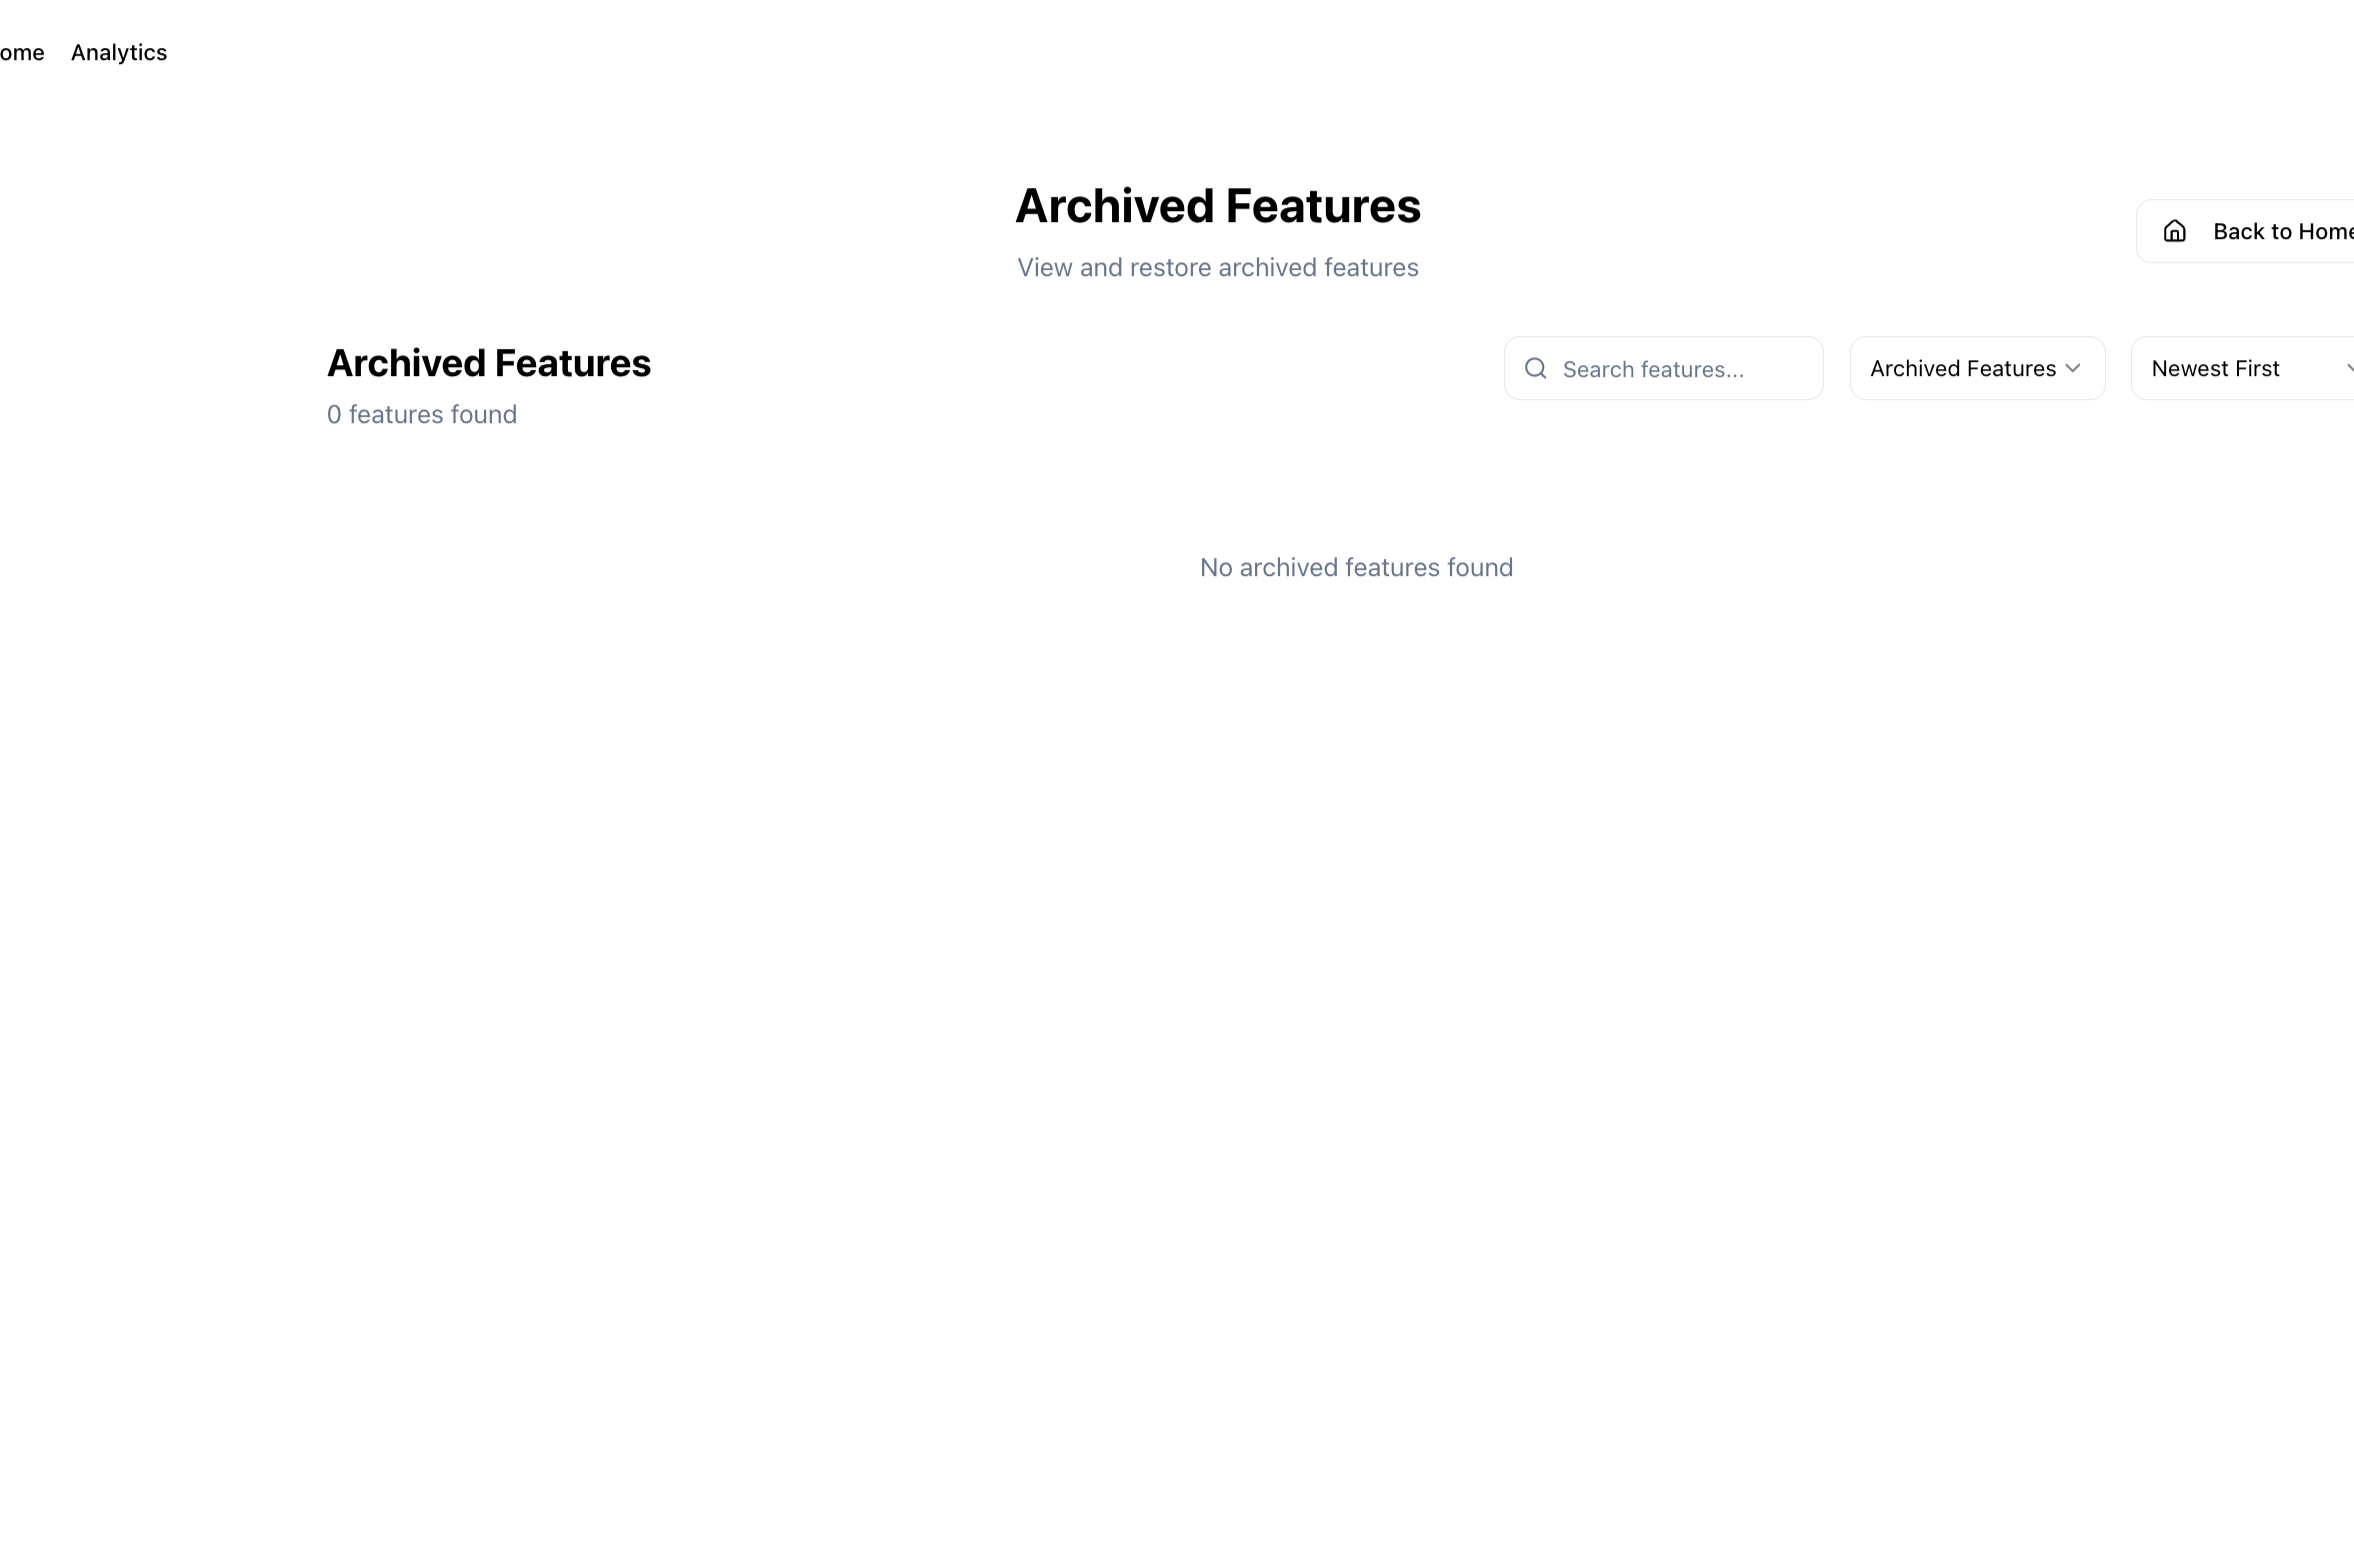 ome Analytics
Archived Features
View and restore archived features
Back to Home
Archived Features
0 features found
Search features...
Archived Features
Newest First
No archived features found